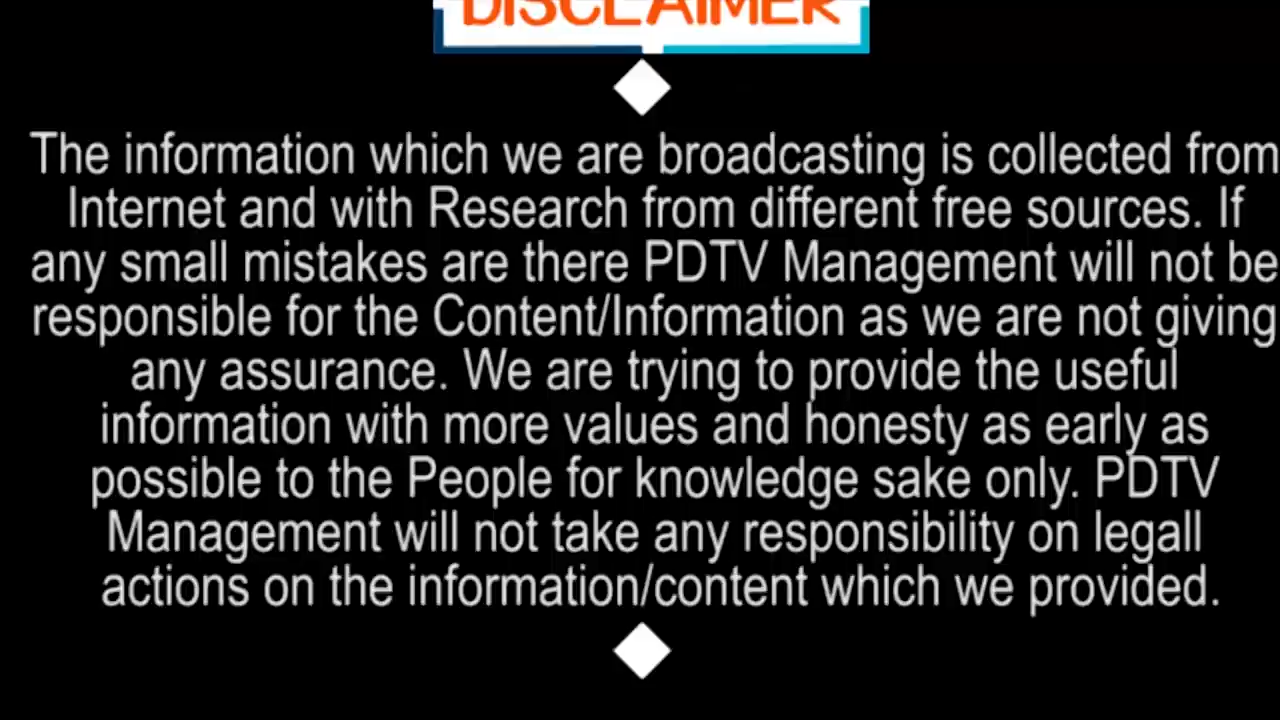 DISCLAIMER
The information which we are broadcasting is collected from
Internet and with Research from different free sources. If
any small mistakes are there PDTV Management will not be
responsible for the Content/Information as we are not giving
any assurance. We are trying to provide the useful
information with more values and honesty as early as
possible to the People for knowledge sake only. PDTV
Management will not take any responsibility on legall
actions on the information/content which we provided.